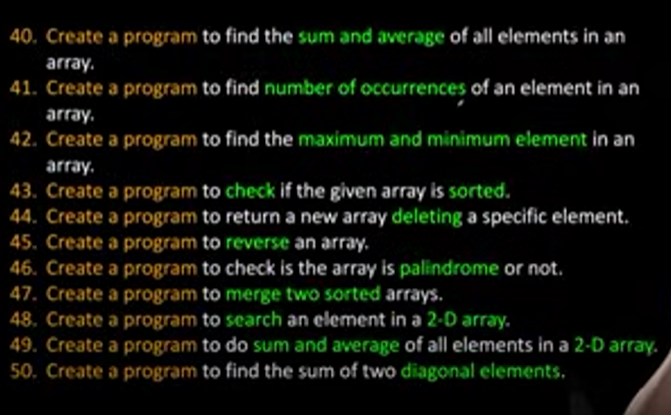 40. Create a program to find the sum and average of all elements in an
array.
41. Create a program to find number of occurrences of an element in an
array.
42. Create a program to find the maximum and minimum element in an
array.
43. Create a program to check if the given array is sorted.
44. Create a program to return a new array deleting a specific element.
45. Create a program to reverse an array.
46. Create a program to check is the array is palindrome or not.
47. Create a program to merge two sorted arrays.
48. Create a program to search an element in a 2-D array.
49. Create a program to do sum and average of all elements in a 2-D array.
50. Create a program to find the sum of two diagonal elements.